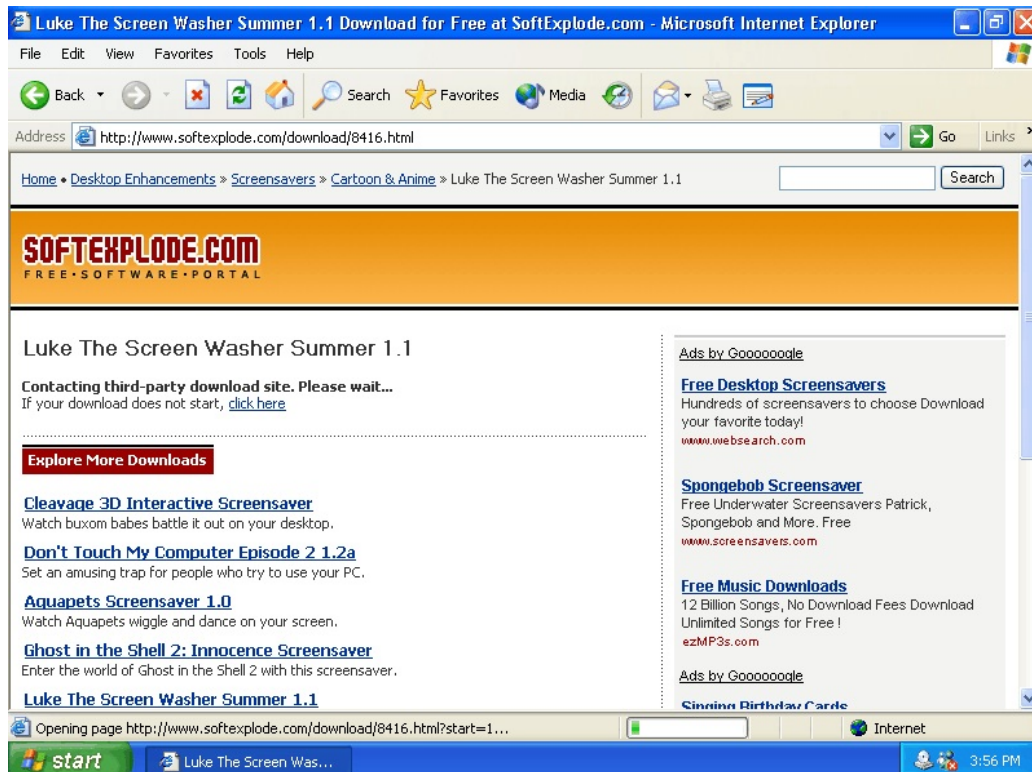 Luke The Screen Washer Summer 1.1 Download for Free at SoftExplode.com - Microsoft Internet Explorer
File Edit View Favorites Tools Help
Back Search Favorites Media
Address http://www.softexplode.com/download/8416.html Go Links
Home • Desktop Enhancements » Screensavers » Cartoon & Anime » Luke The Screen Washer Summer 1.1 Search
SOFTEXPLODE.COM
FREE•SOFTWARE•PORTAL
Luke The Screen Washer Summer 1.1
Contacting third-party download site. Please wait...
If your download does not start, click here
Explore More Downloads
Cleavage 3D Interactive Screensaver
Watch buxom babes battle it out on your desktop.
Don't Touch My Computer Episode 2 1.2a
Set an amusing trap for people who try to use your PC.
Aquapets Screensaver 1.0
Watch Aquapets wiggle and dance on your screen.
Ghost in the Shell 2: Innocence Screensaver
Enter the world of Ghost in the Shell 2 with this screensaver.
Luke The Screen Washer Summer 1.1
Ads by Goooooogle
Free Desktop Screensavers
Hundreds of screensavers to choose Download
your favorite today!
www.websearch.com
Spongebob Screensaver
Free Underwater Screensavers Patrick,
Spongebob and More. Free
www.screensavers.com
Free Music Downloads
12 Billion Songs, No Download Fees Download
Unlimited Songs for Free !
ezMP3s.com
Ads by Goooooogle
Singing Birthday Cards
Opening page http://www.softexplode.com/download/8416.html?start=1... Internet
start Luke The Screen Was... 3:56 PM